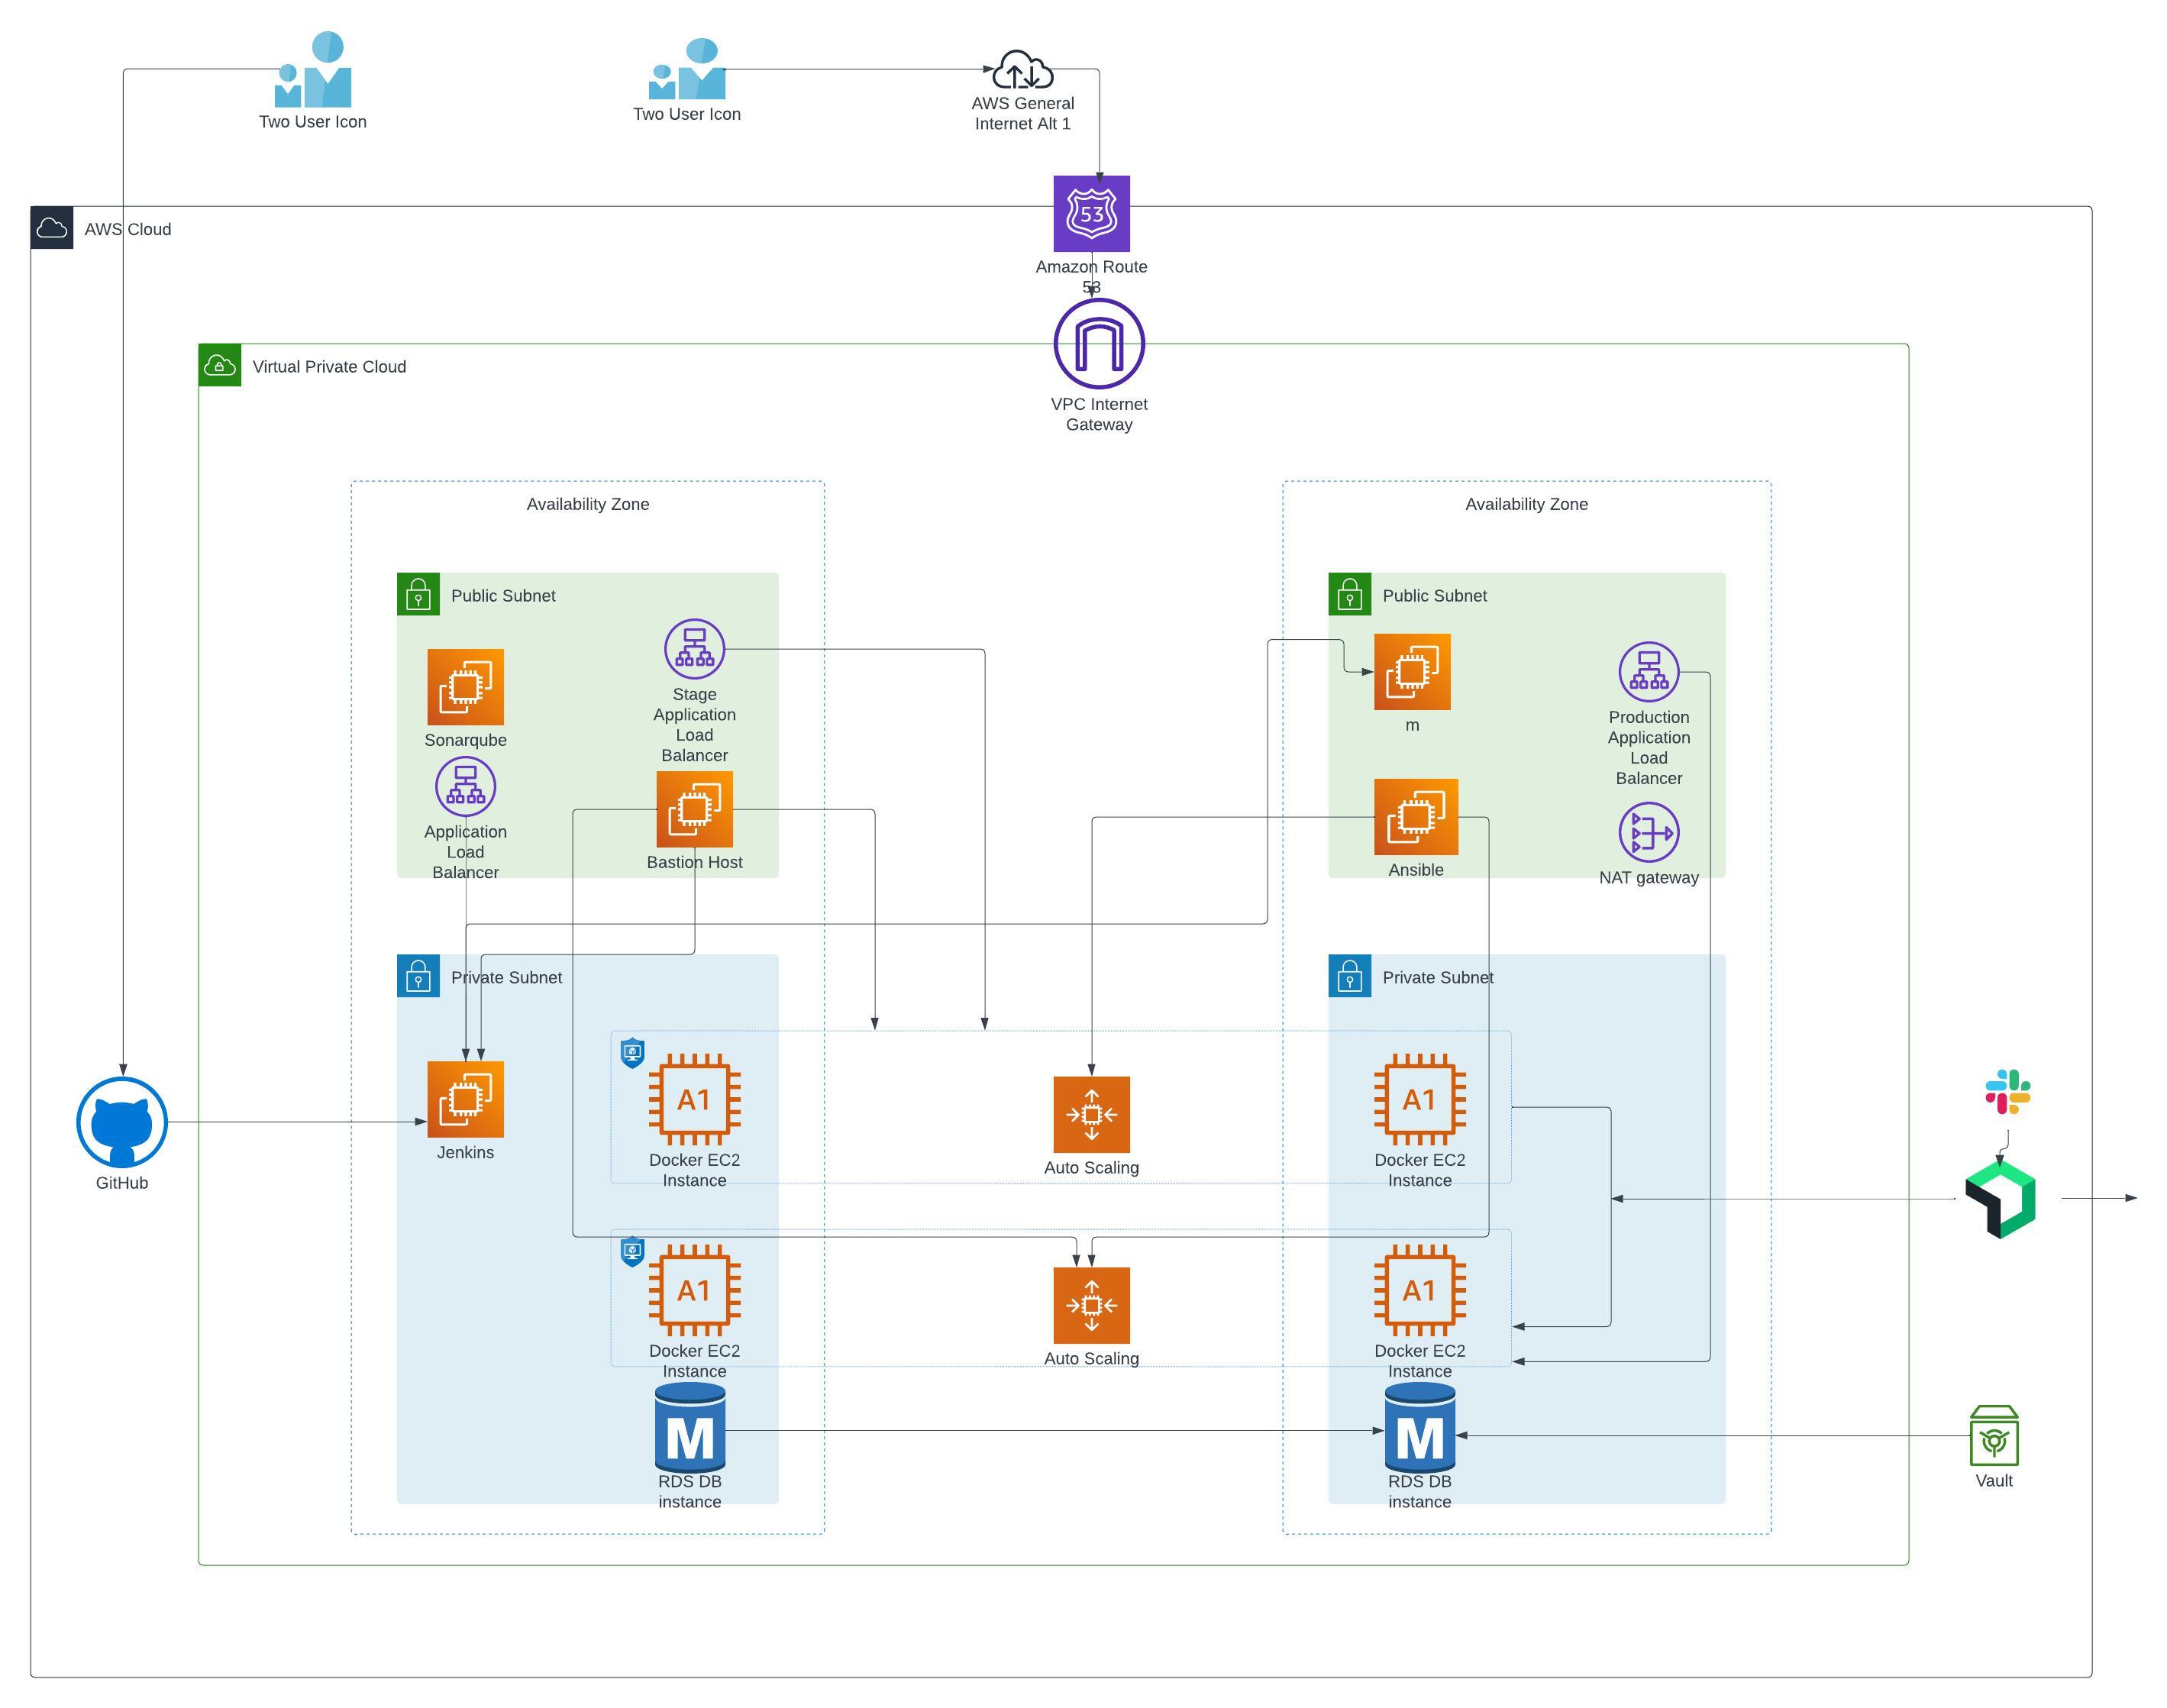 Two User Icon
Two User Icon
AWS General
Internet Alt 1
53
AWS Cloud
Amazon Route
53
Virtual Private Cloud
VPC Internet
Gateway
Availability Zone
Availability Zone
Public Subnet
Public Subnet
Sonarqube
Stage
Application
Load
Balancer
m
Production
Application
Load
Balancer
Application
Load
Balancer
Bastion Host
Ansible
NAT gateway
Private Subnet
Private Subnet
A1
A1
Jenkins
Docker EC2
Instance
Auto Scaling
Docker EC2
Instance
GitHub
A1
A1
Docker EC2
Instance
Auto Scaling
Docker EC2
Instance
M
M
RDS DB
instance
RDS DB
instance
Vault